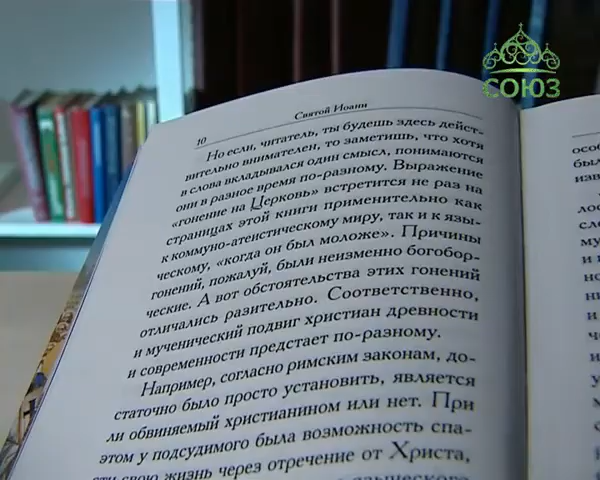 СОЮЗ
10
Святой Иоанн
Но если, читатель, ты будешь здесь дейст-
вительно внимателен, то заметишь, что хотя
в слова вкладывался один смысл, понимаются
они в разное время по-разному. Выражение
«гонение на Церковь» встретится не раз на
страницах этой книги применительно как
к коммуно-атеистическому миру, так и к язы-
ческому, «когда он был моложе». Причины
гонений, пожалуй, были неизменно богобор-
ческие. А вот обстоятельства этих гонений
отличались разительно. Соответственно,
и мученический подвиг христиан древности
и современности предстает по-разному.
Например, согласно римским законам, до-
статочно было просто установить, является
ли обвиняемый христианином или нет. При
этом у подсудимого была возможность спа-
сти свою жизнь через отречение от Христа,